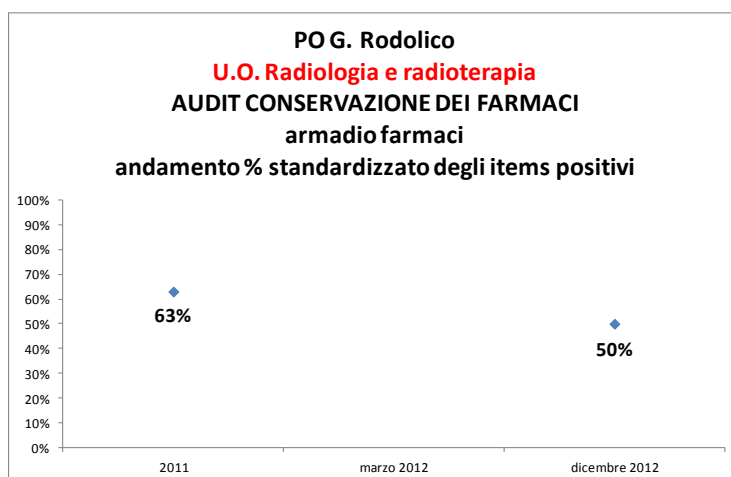 PO G. Rodolico
U.O. Radiologia e radioterapia
AUDIT CONSERVAZIONE DEI FARMACI
armadio farmaci
andamento % standardizzato degli items positivi
100%
90%
80%
70%
60%
50%
40%
30%
20%
10%
0%
63%
50%
2011
marzo 2012
dicembre 2012